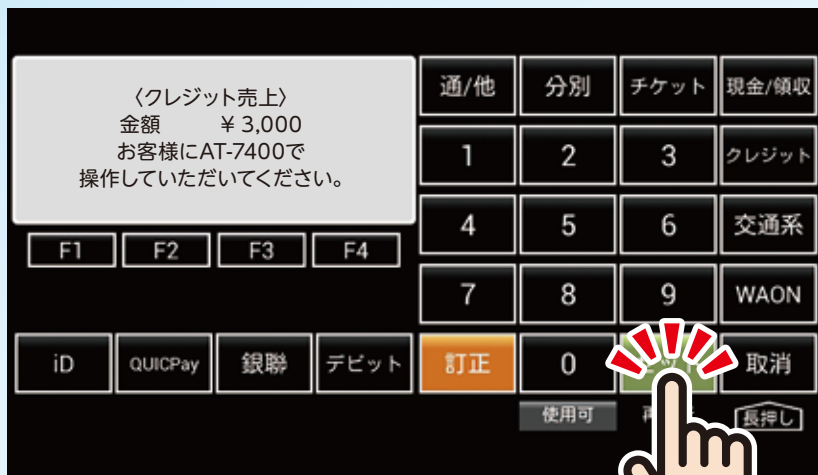 〈クレジット売上〉
金額 ¥ 3,000
お客様にAT-7400で
操作していただいてください。
F1 F2 F3 F4
通/他 分別 チケット 現金/領収
1 2 3 クレジット
4 5 6 交通系
7 8 9 WAON
iD QUICPay 銀聯 デビット 訂正 0 取消
使用可 長押し